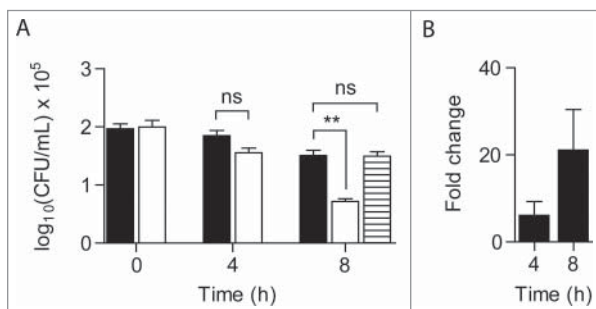 A
log10(CFU/mL) x 10^5
3
2
1
0
ns
ns
**
0 4 8
Time (h)
B
Fold change
40
20
0
4 8
Time (h)